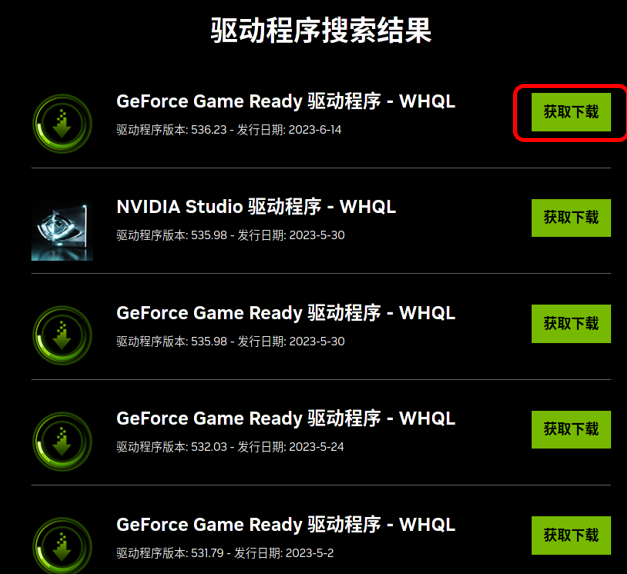 驱动程序搜索结果
GeForce Game Ready 驱动程序 - WHQL
获取下载
驱动程序版本: 536.23 - 发行日期: 2023-6-14
NVIDIA Studio 驱动程序 - WHQL
获取下载
驱动程序版本: 535.98 - 发行日期: 2023-5-30
GeForce Game Ready 驱动程序 - WHQL
获取下载
驱动程序版本: 535.98 - 发行日期: 2023-5-30
GeForce Game Ready 驱动程序 - WHQL
获取下载
驱动程序版本: 532.03 - 发行日期: 2023-5-24
GeForce Game Ready 驱动程序 - WHQL
获取下载
驱动程序版本: 531.79 - 发行日期: 2023-5-2